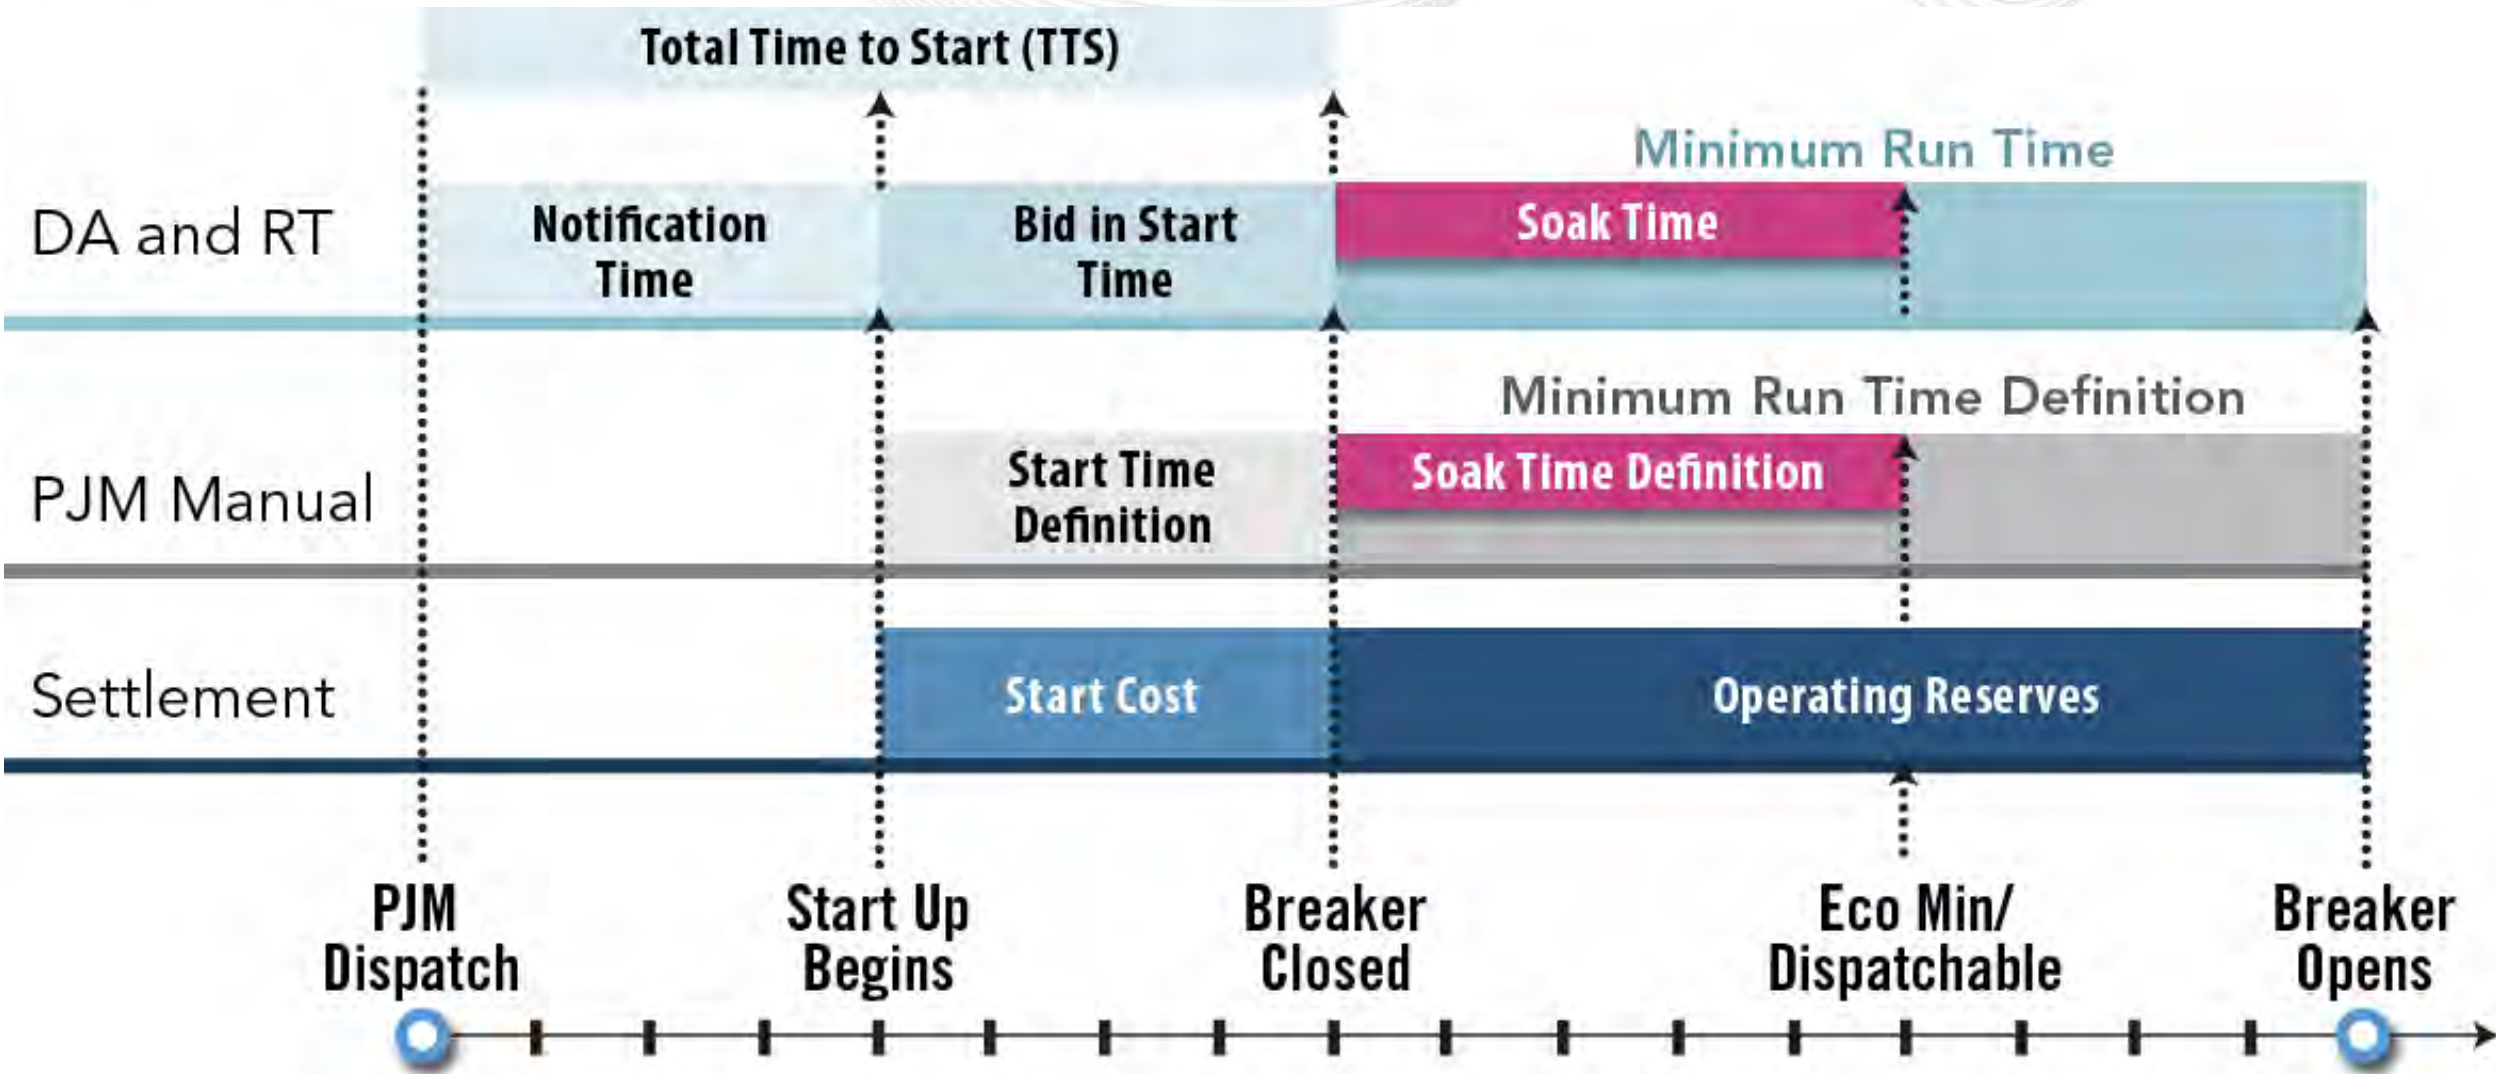 Total Time to Start (TTS)
Minimum Run Time
DA and RT
Notification
Time
Bid in Start
Time
Soak Time
Minimum Run Time Definition
PJM Manual
Start Time
Definition
Soak Time Definition
Settlement
Start Cost
Operating Reserves
PJM
Dispatch
Start Up
Begins
Breaker
Closed
Eco Min/
Dispatchable
Breaker
Opens